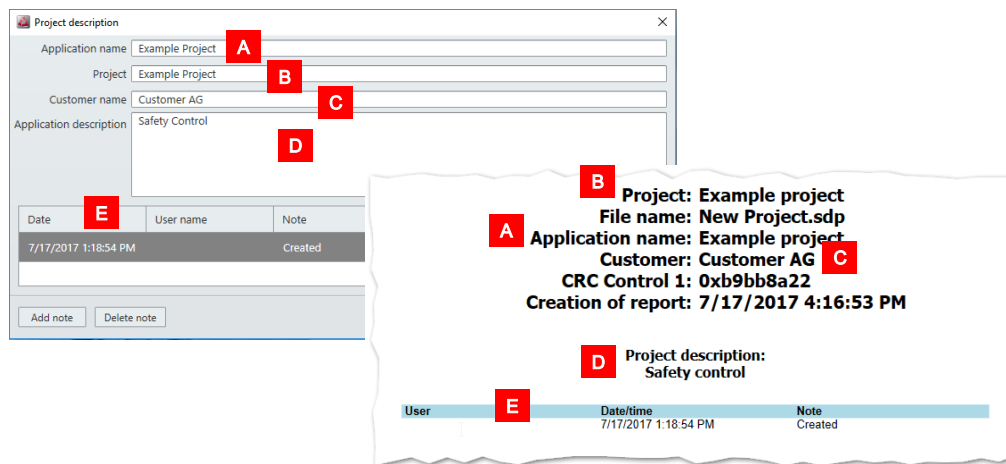 Project description
Application name Example Project A
Project Example Project B
Customer name Customer AG C
Application description Safety Control
D
E
Date User name Note
7/17/2017 1:18:54 PM Created
Add note Delete note
B
Project: Example project
File name: New Project.sdp
A Application name: Example project
Customer: Customer AG C
CRC Control 1: 0xb9bb8a22
Creation of report: 7/17/2017 4:16:53 PM
D Project description:
Safety control
E
User Date/time Note
7/17/2017 1:18:54 PM Created